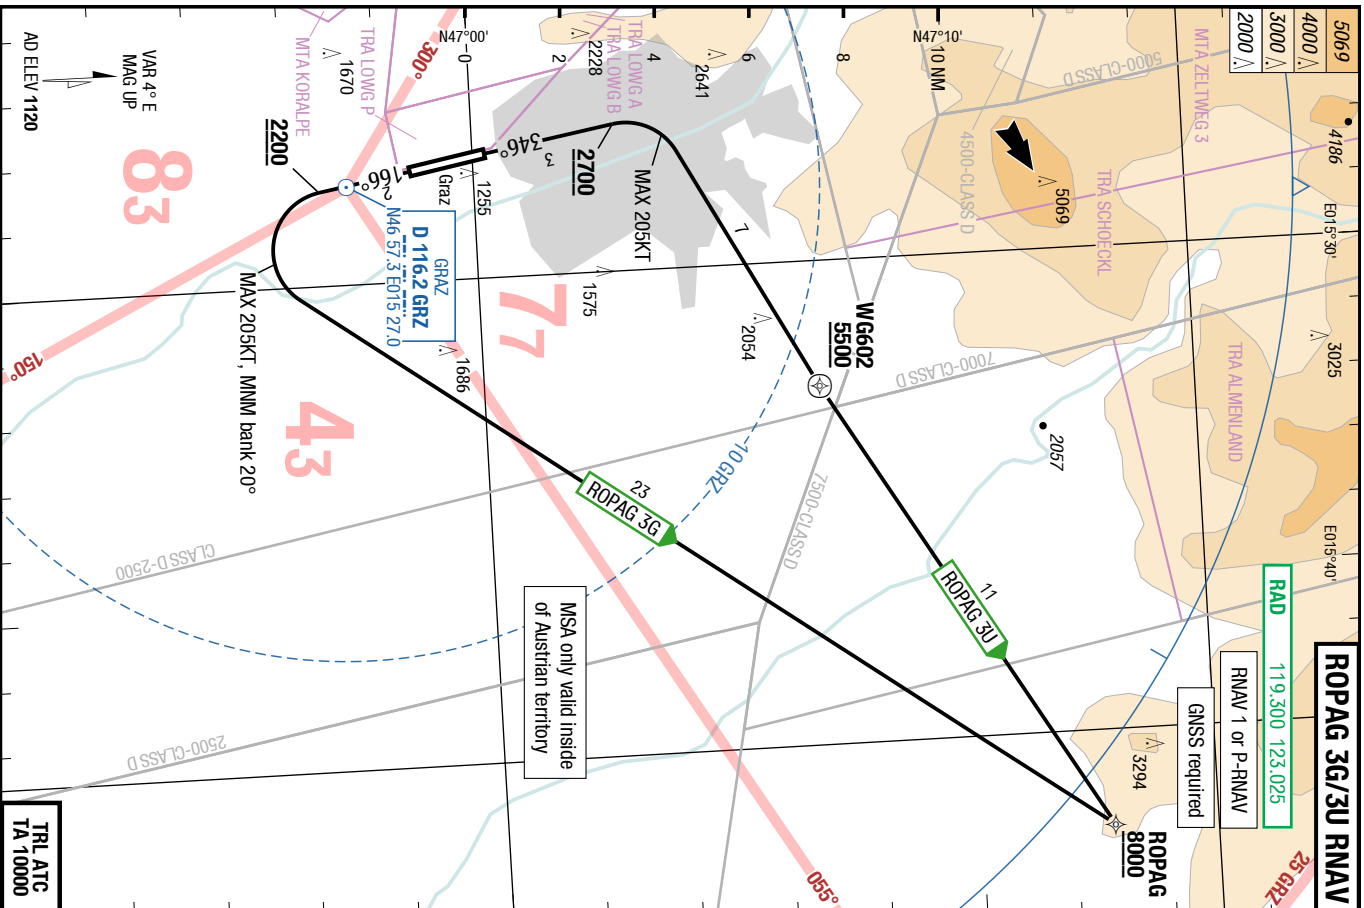 ROPAG 3G/3U RNAV
RAD 119.300 123.025
RNAV 1 or P-RNAV
GNSS required
5069
4000
3000
2000
MTA ZELTWEG 3
4186
E015°30'
3025
E015°40'
TRA ALMENLAND
TRA SCHOECKL
5069
5000-CLASS D
4500-CLASS D
N47°10'
10 NM
8
6
4
2
0
N47°00'
2641
TRA LOWG A
TRA LOWG B
2228
300°
TRA LOWG P
1670
MTA KORALPE
VAR 4° E
MAG UP
AD ELEV 1120
83
2200
166°
2
Graz
346°
3
2700
MAX 205KT
1255
GRAZ
D 116.2 GRZ
N46 57.3 E015 27.0
1575
77
1686
7
2054
WG602
5500
7000-CLASS D
2057
10 GRZ
7500-CLASS D
MAX 205KT, MNM bank 20°
43
150°
23
ROPAG 3G
11
ROPAG 3U
CLASS D-2500
2500-CLASS D
MSA only valid inside
of Austrian territory
3294
ROPAG
8000
055°
25 GRZ
TRL ATC
TA 10000